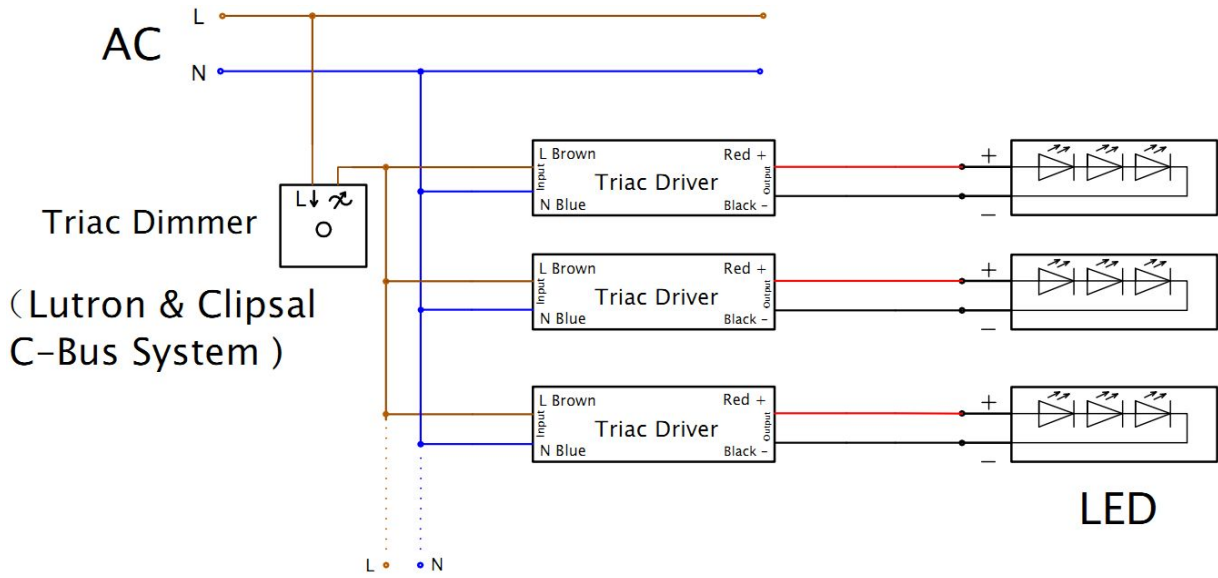 L
AC
N
L Brown
Red +
Input
Triac Driver
Output
N Blue
Black –
+
–
L
Triac Dimmer
(Lutron & Clipsal
C-Bus System )
L Brown
Red +
Input
Triac Driver
Output
N Blue
Black –
+
–
L Brown
Red +
Input
Triac Driver
Output
N Blue
Black –
+
–
LED
L
N